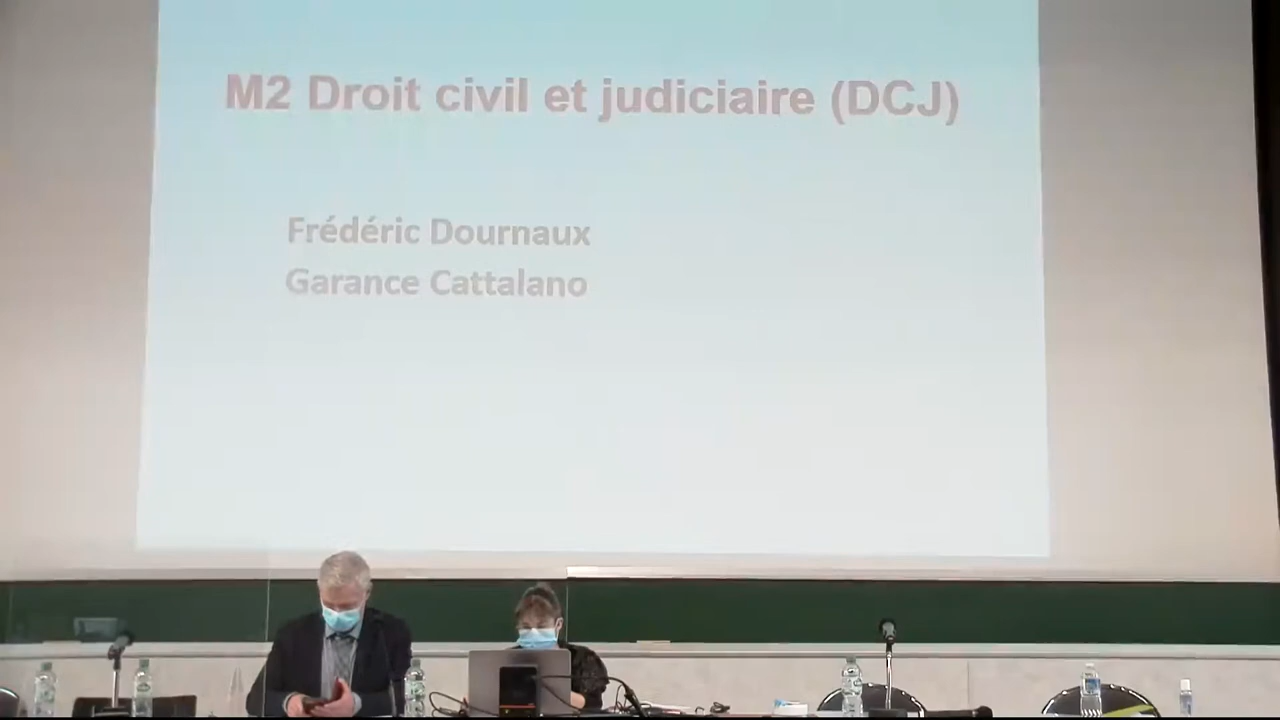 M2 Droit civil et judiciaire (DCJ)
Frédéric Dournaux
Garance Cattalano